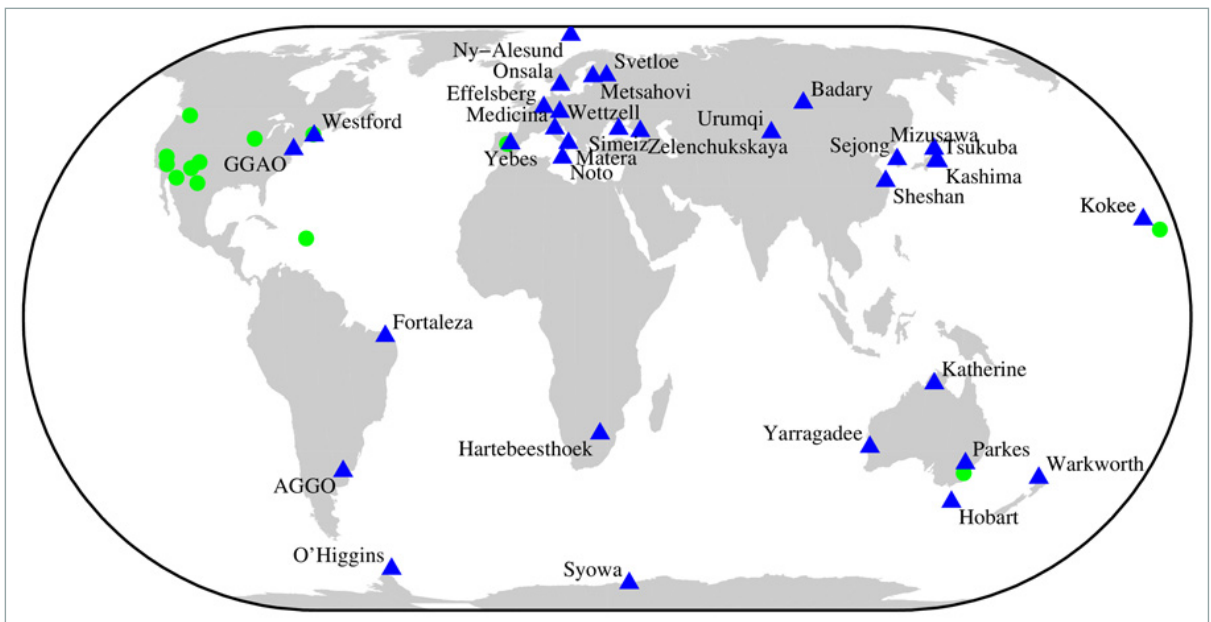 Ny−Alesund
Onsala
Svetloe
Effelsberg
Metsahovi
Badary
Medicina
Wettzell
Westford
Urumqi
GGAO
Yebes
Simeiz
Zelenchukskaya
Sejong
Mizusawa
Tsukuba
Matera
Noto
Kashima
Sheshan
Kokee
Fortaleza
Katherine
Hartebeesthoek
Yarragadee
Parkes
Warkworth
AGGO
Hobart
O'Higgins
Syowa